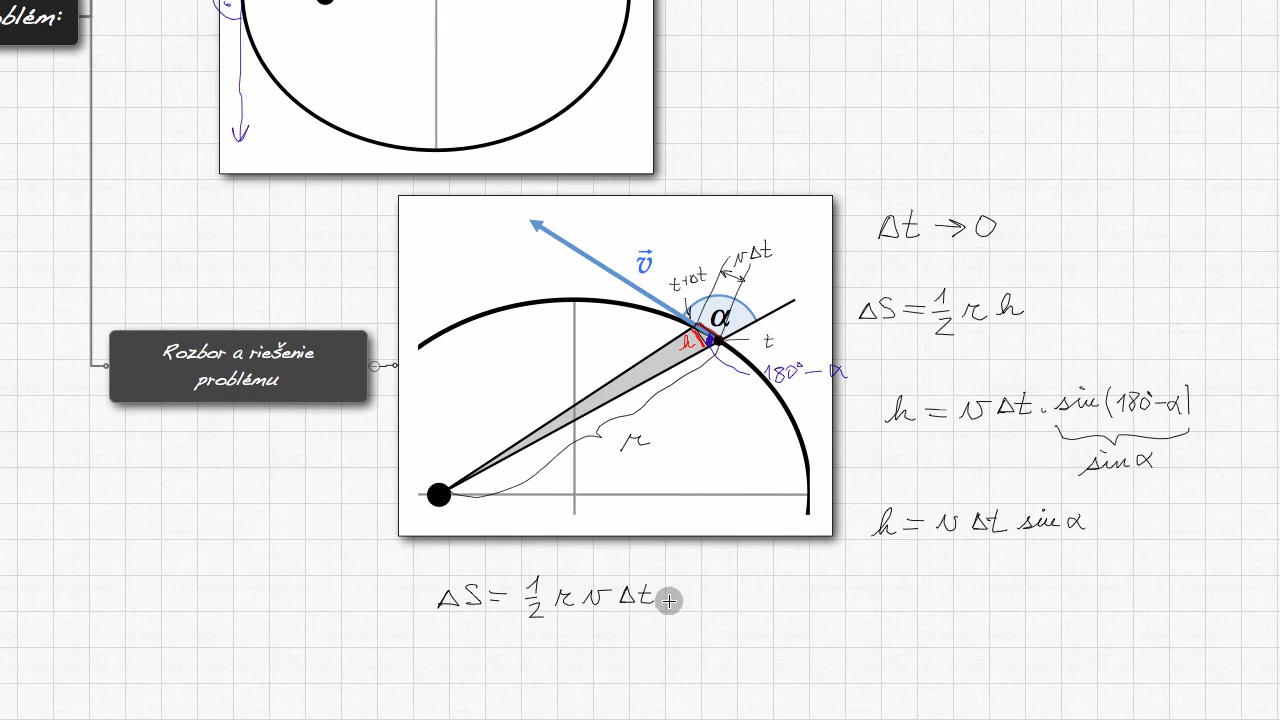 oblém:
Δt → 0
v⃗
vΔt
t+Δt
α
ΔS = 1/2 r h
h
t
180° - α
Rozbor a riešenie
problému
h = v Δt . sin(180°-α)
sin α
r
h = v Δt sin α
ΔS = 1/2 r v Δt